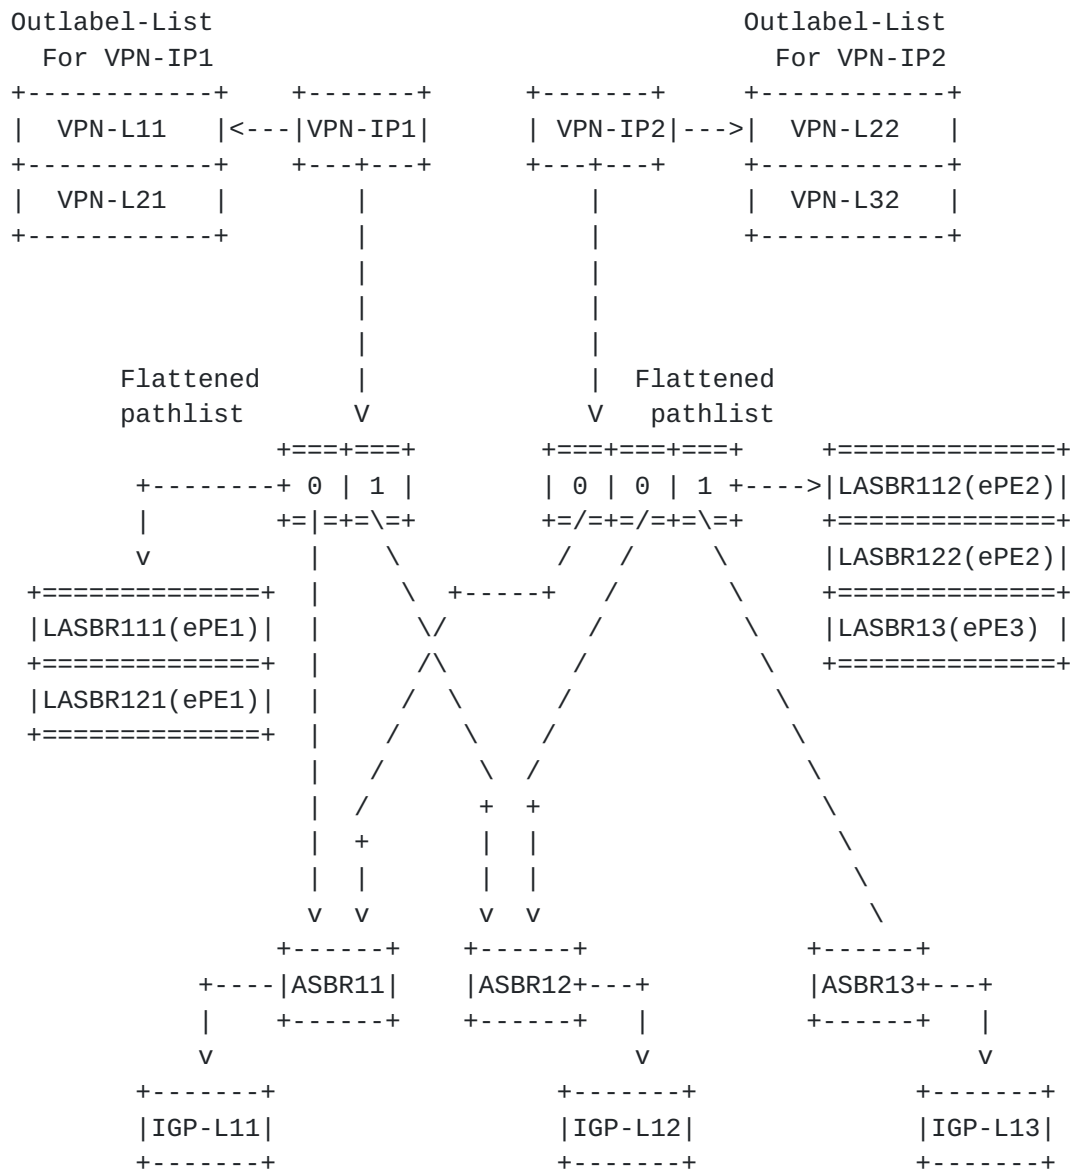 Outlabel-List Outlabel-List
For VPN-IP1 For VPN-IP2
VPN-L11 VPN-IP1 VPN-IP2 VPN-L22
VPN-L21 VPN-L32
Flattened Flattened
pathlist pathlist
0 1 0 0 1 LASBR112(ePE2)
LASBR122(ePE2)
LASBR111(ePE1) LASBR13(ePE3)
LASBR121(ePE1)
ASBR11 ASBR12 ASBR13
IGP-L11 IGP-L12 IGP-L13